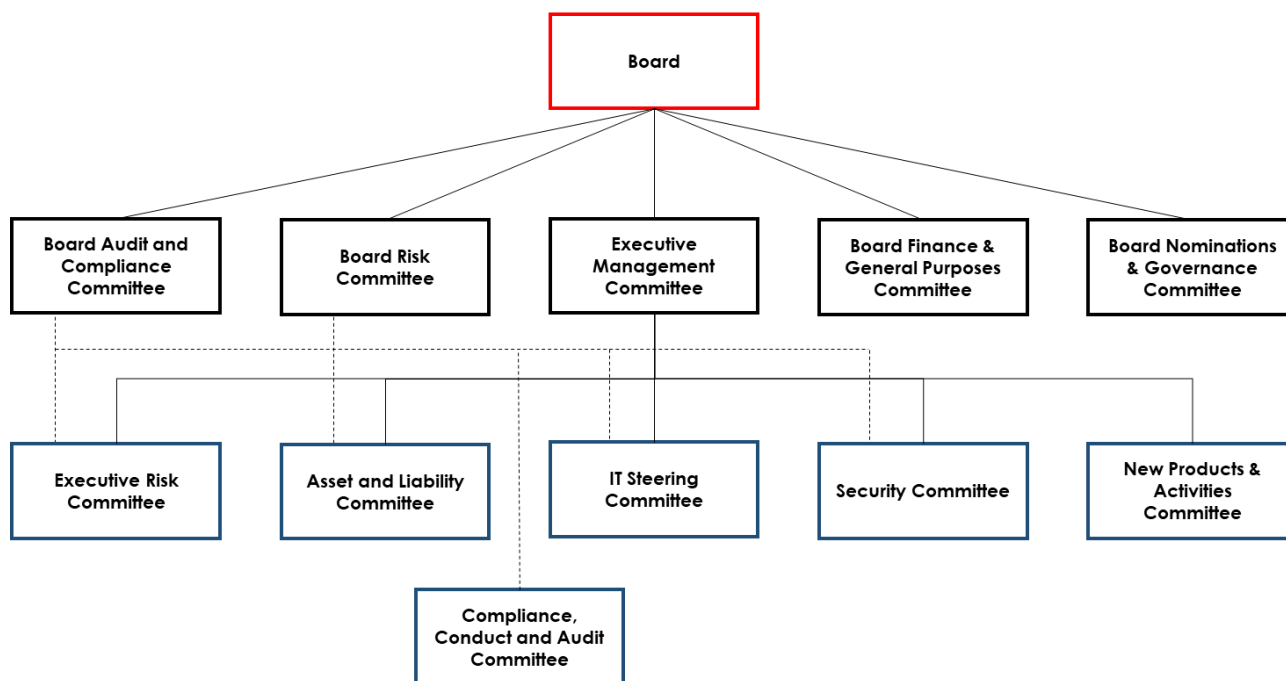 Board
Board Audit and
Compliance
Committee
Board Risk
Committee
Executive
Management
Committee
Board Finance &
General Purposes
Committee
Board Nominations
& Governance
Committee
Executive Risk
Committee
Asset and Liability
Committee
IT Steering
Committee
Security Committee
New Products &
Activities
Committee
Compliance,
Conduct and Audit
Committee